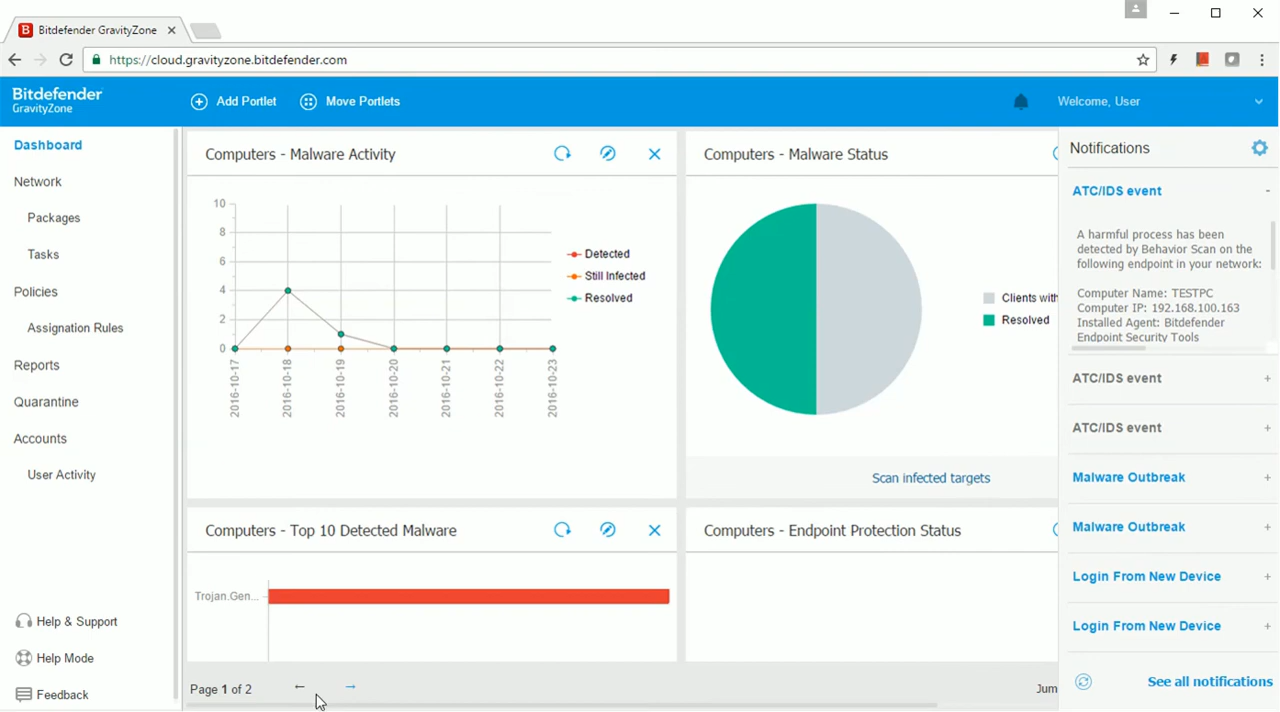 Bitdefender GravityZone
https://cloud.gravityzone.bitdefender.com
Bitdefender
GravityZone
Add Portlet
Move Portlets
Welcome, User
Dashboard
Network
Packages
Tasks
Policies
Assignation Rules
Reports
Quarantine
Accounts
User Activity
Help & Support
Help Mode
Feedback
Computers - Malware Activity
10
8
6
4
2
0
2016-10-17
2016-10-18
2016-10-19
2016-10-20
2016-10-21
2016-10-22
2016-10-23
Detected
Still Infected
Resolved
Computers - Malware Status
Clients with
Resolved
Scan infected targets
Computers - Top 10 Detected Malware
Trojan.Gen...
Computers - Endpoint Protection Status
Page 1 of 2
Jum
Notifications
ATC/IDS event
A harmful process has been
detected by Behavior Scan on the
following endpoint in your network:
Computer Name: TESTPC
Computer IP: 192.168.100.163
Installed Agent: Bitdefender
Endpoint Security Tools
ATC/IDS event
ATC/IDS event
Malware Outbreak
Malware Outbreak
Login From New Device
Login From New Device
See all notifications